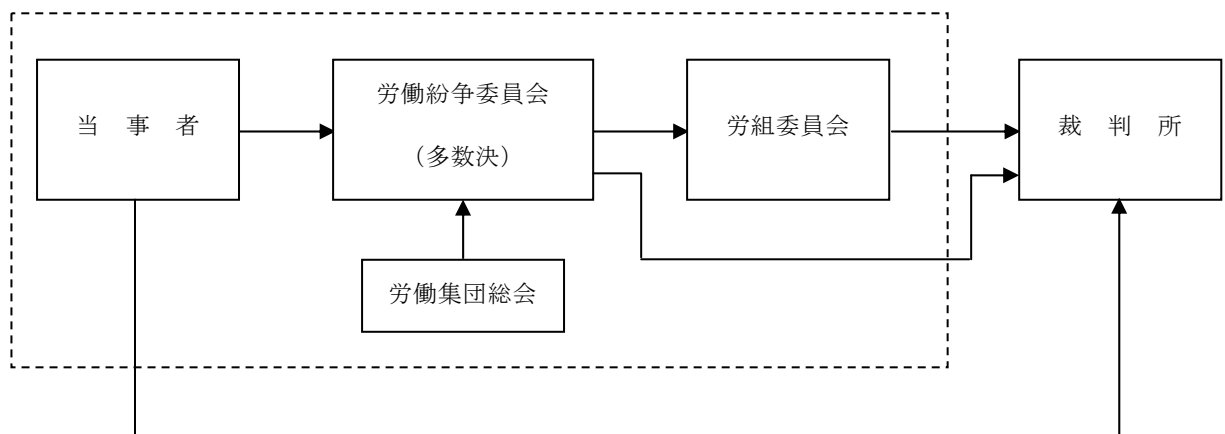 当 事 者
労働紛争委員会
（多数決）
労組委員会
裁 判 所
労働集団総会